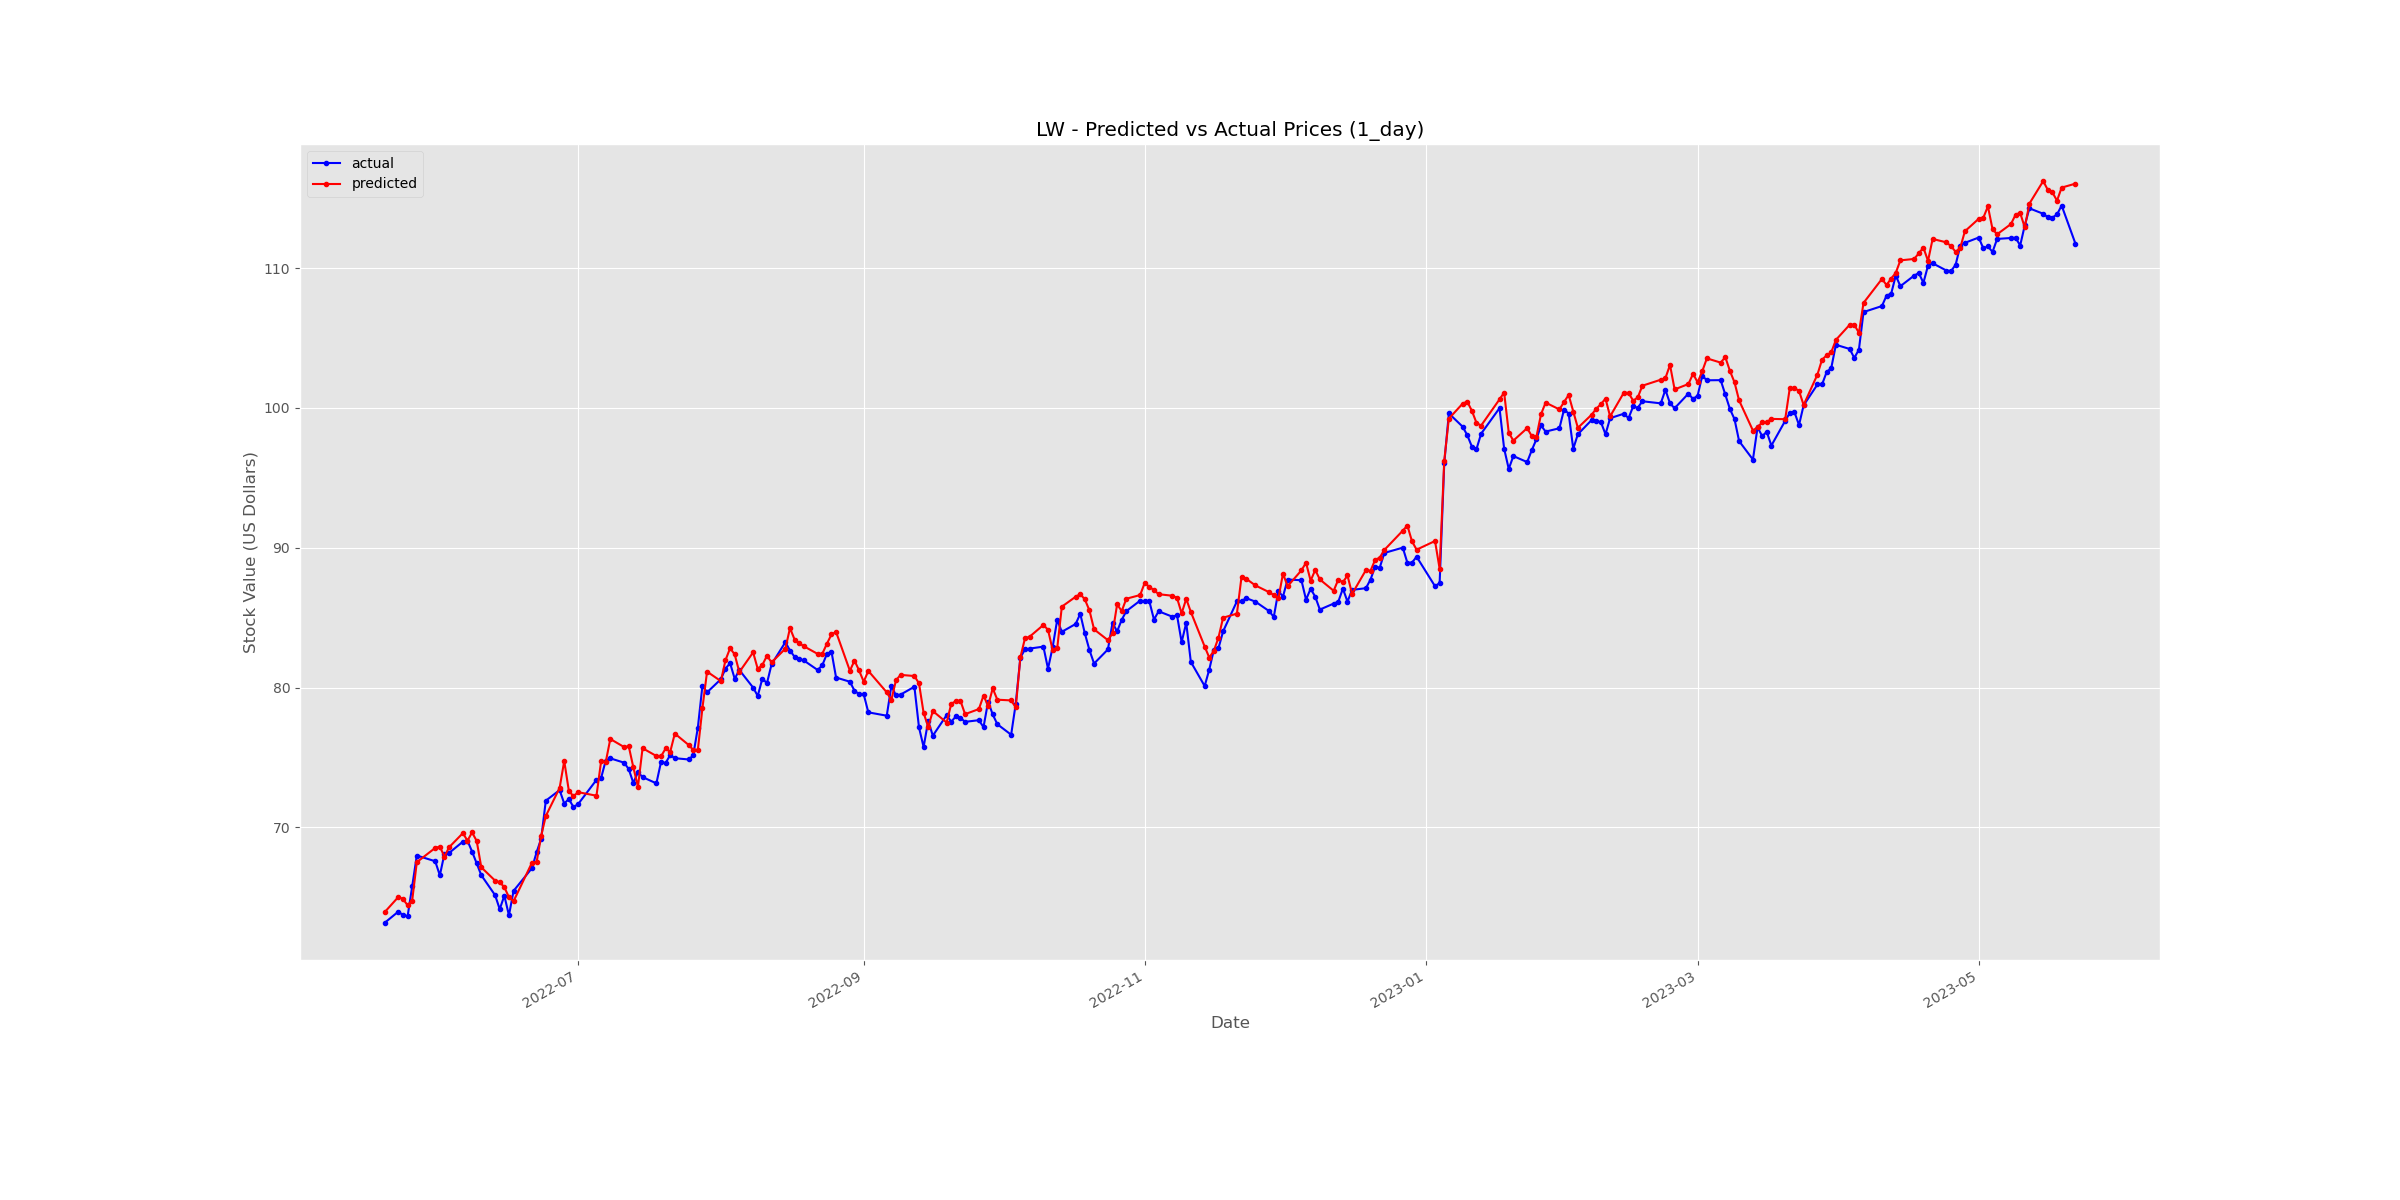 LW - Predicted vs Actual Prices (1_day)
actual
predicted
Stock Value (US Dollars)
110
100
90
80
70
2022-07
2022-09
2022-11
2023-01
2023-03
2023-05
Date